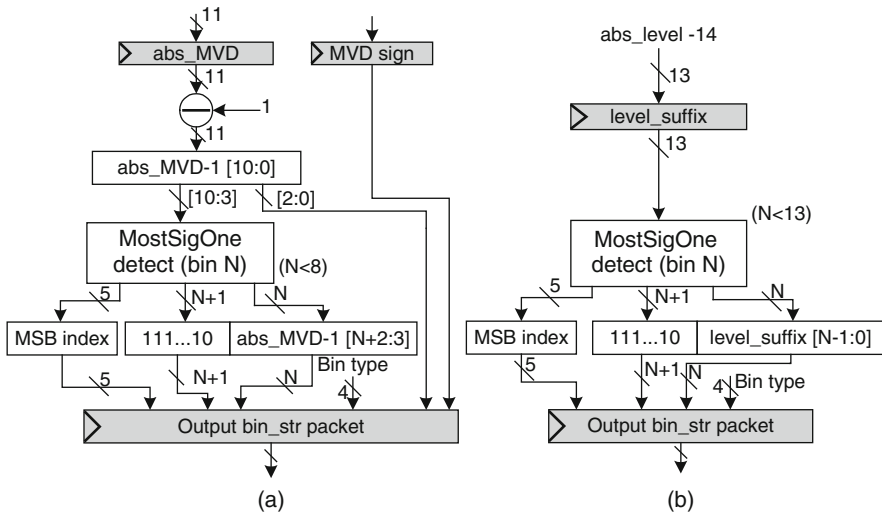 11
abs_MVD
MVD sign
11
1
11
abs_MVD-1 [10:0]
[10:3]
[2:0]
MostSigOne
detect (bin N)
(N<8)
5
N+1
N
MSB index
111...10
abs_MVD-1 [N+2:3]
5
N+1
N
Bin type
4
Output bin_str packet
(a)
abs_level -14
13
level_suffix
13
(N<13)
MostSigOne
detect (bin N)
5
N+1
N
MSB index
111...10
level_suffix [N-1:0]
5
N+1
N
4
Bin type
Output bin_str packet
(b)